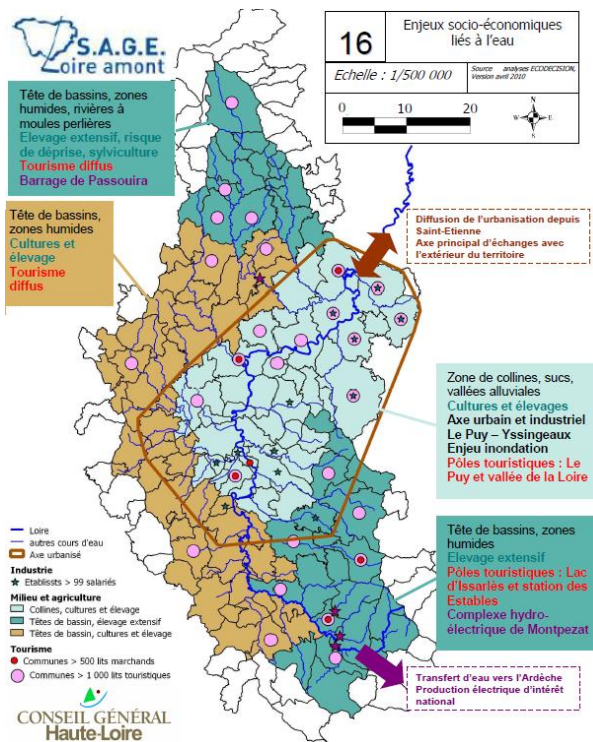 S.A.G.E.
Loire amont
16
Enjeux socio-économiques
liés à l'eau
Echelle : 1/500 000
Source analyses ECODECISION,
Version avril 2010
0 10 20
N
W E
S
Tête de bassins, zones
humides, rivières à
moules perlières
Elevage extensif, risque
de déprise, sylviculture
Tourisme diffus
Barrage de Passouira
Tête de bassins,
zones humides
Cultures et
élevage
Tourisme
diffus
Diffusion de l'urbanisation depuis
Saint-Etienne
Axe principal d'échanges avec
l'extérieur du territoire
Zone de collines, sucs,
vallées alluviales
Cultures et élevages
Axe urbain et industriel
Le Puy – Yssingeaux
Enjeu inondation
Pôles touristiques : Le
Puy et vallée de la Loire
Tête de bassins, zones
humides
Elevage extensif
Pôles touristiques : Lac
d'Issarlès et station des
Estables
Complexe hydro-
électrique de Montpezat
Transfert d'eau vers l'Ardèche
Production électrique d'intérêt
national
Loire
autres cours d'eau
Axe urbanisé
Industrie
Etablissts > 99 salariés
Milieu et agriculture
Collines, cultures et élevage
Têtes de bassin, élevage extensif
Têtes de bassin, cultures et élevage
Tourisme
Communes > 500 lits marchands
Communes > 1 000 lits touristiques
CONSEIL GÉNÉRAL
Haute-Loire